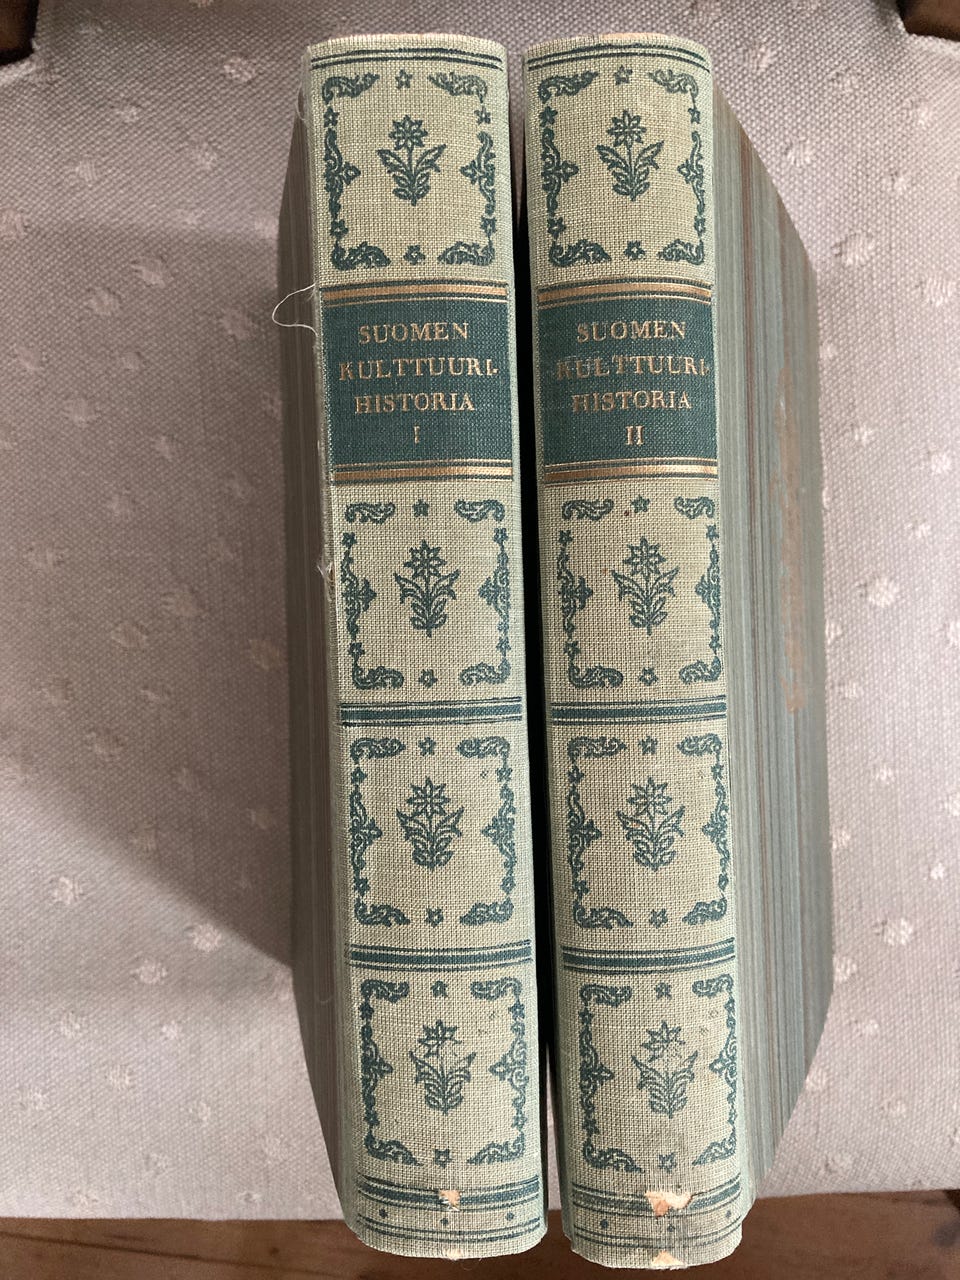 SUOMEN
KULTTUURI-
HISTORIA
I
SUOMEN
KULTTUURI-
HISTORIA
II